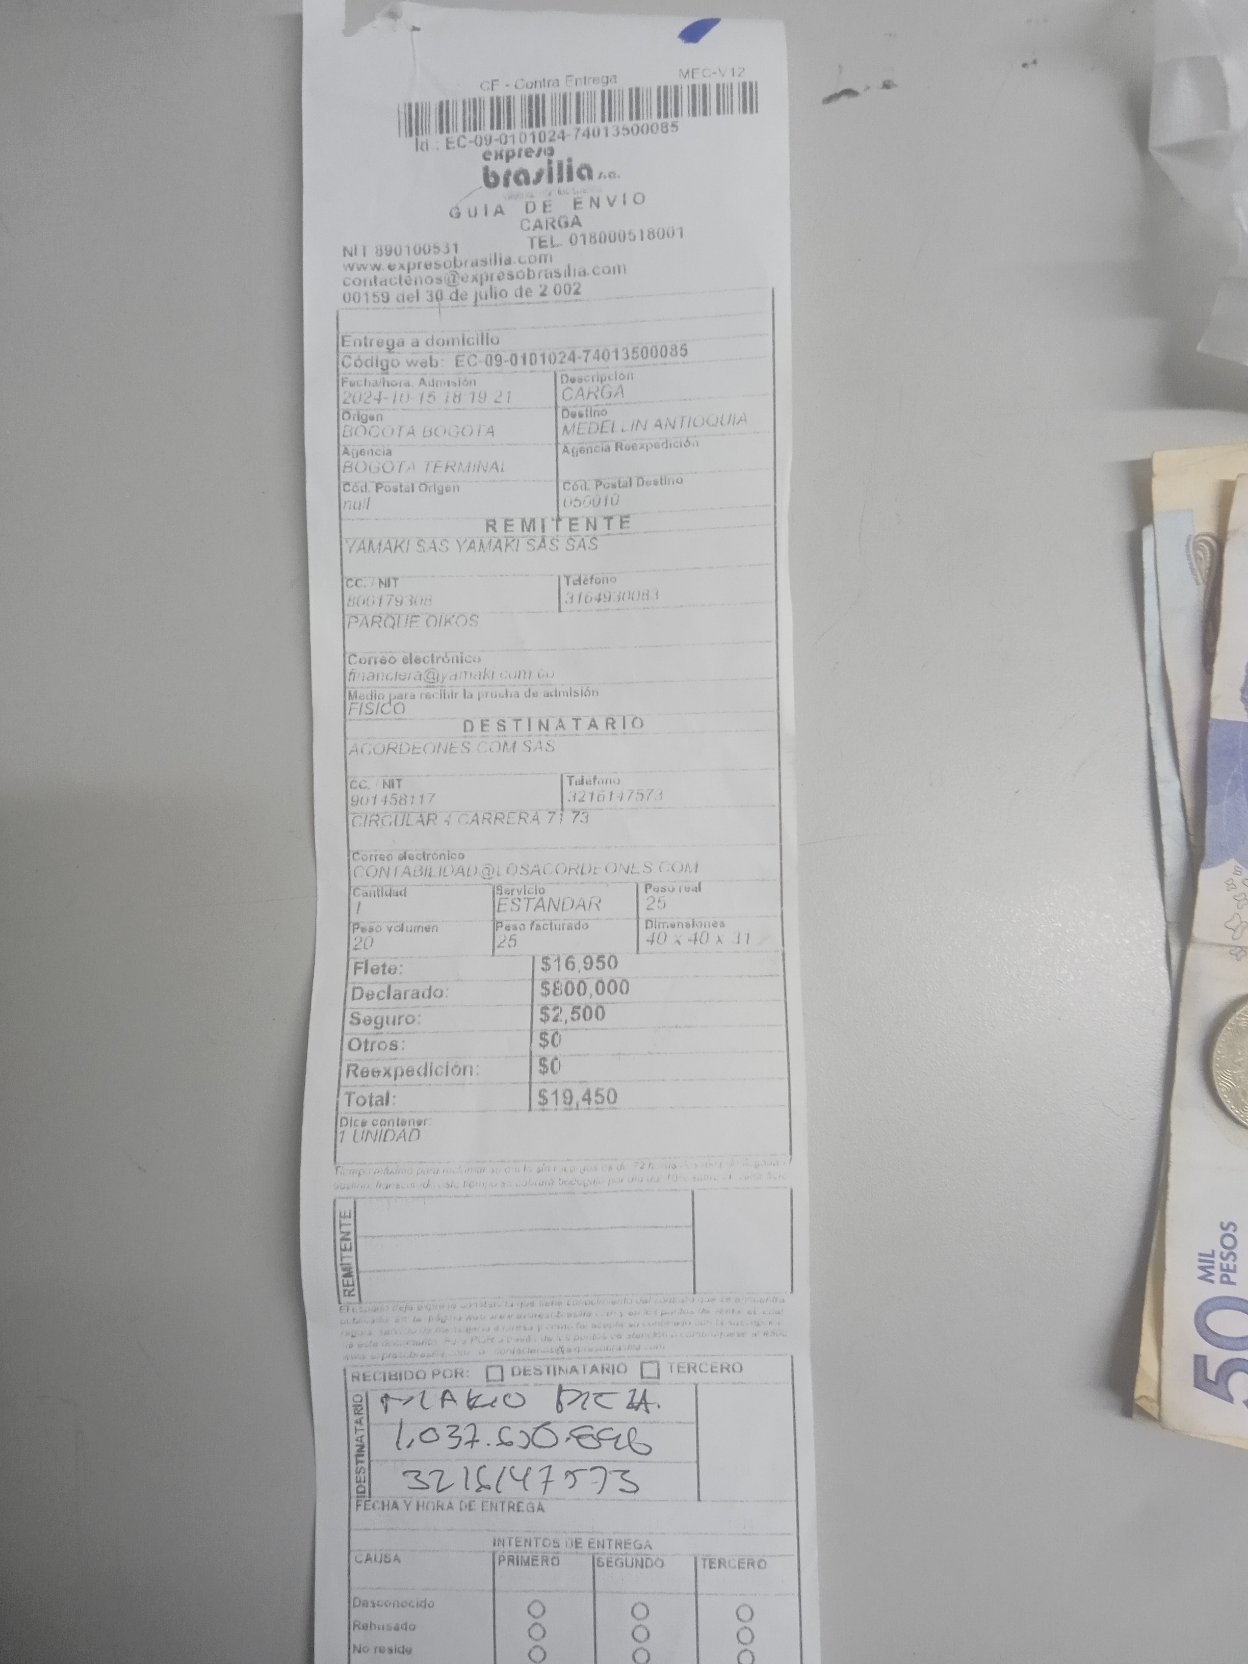 CF - Contra Entrega MEC-V12
Id : EC-09-0101024-74013500085
expreso
brasilia s.a.
GUIA DE ENVIO
CARGA
NIT 890100531 TEL. 018000518001
www.expresobrasilia.com
contactenos@expresobrasilia.com
00159 del 30 de julio de 2 002
Entrega a domicilio
Código web: EC-09-0101024-74013500085
Fecha/hora. Admisión Descripción
2024-10-15 18 19 21 CARGA
Origen Destino
BOGOTA BOGOTA MEDELLIN ANTIOQUIA
Agencia Agencia Reexpedición
BOGOTA TERMINAL
Cód. Postal Origen Cód. Postal Destino
null 050010
REMITENTE
YAMAKI SAS YAMAKI SAS SAS
CC. / NIT Teléfono
800179308 3164930083
PARQUE OIKOS
Correo electrónico
financiera@yamaki.com.co
Medio para recibir la prueba de admisión
FISICO
DESTINATARIO
ACORDEONES COM SAS
CC. / NIT Teléfono
901458117 3216147573
CIRCULAR 4 CARRERA 71 73
Correo electrónico
CONTABILIDAD@LOSACORDEONES.COM
Cantidad Servicio Peso real
1 ESTANDAR 25
Peso volumen Peso facturado Dimensiones
20 25 40 x 40 x 31
Flete: $16,950
Declarado: $800,000
Seguro: $2,500
Otros: $0
Reexpedición: $0
Total: $19,450
Dice contener:
1 UNIDAD
REMITENTE
RECIBIDO POR: DESTINATARIO TERCERO
DESTINATARIO
MARIO
3216147573
FECHA Y HORA DE ENTREGA
INTENTOS DE ENTREGA
CAUSA PRIMERO SEGUNDO TERCERO
Desconocido
Rehusado
No reside
50 MIL
PESOS